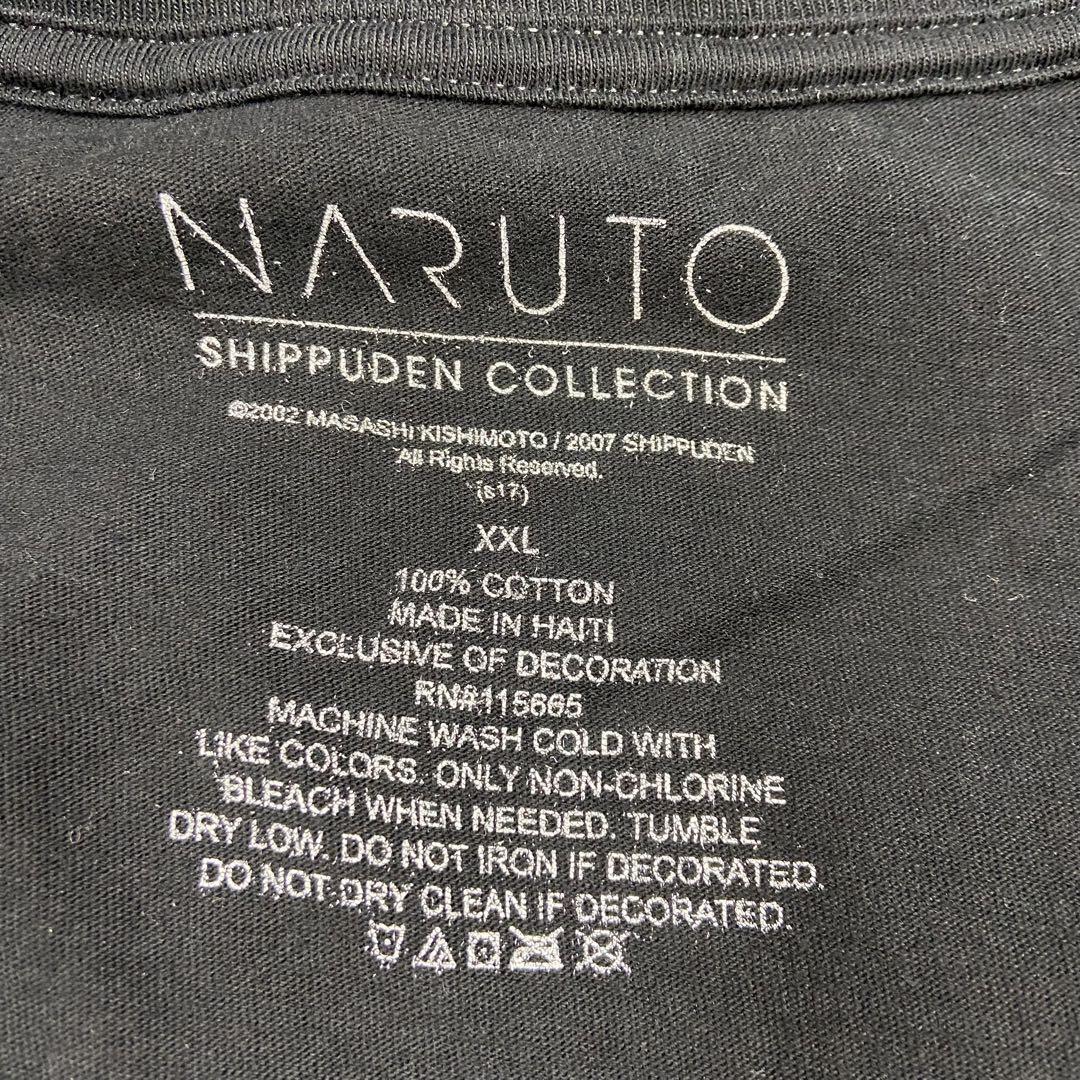 NARUTO
SHIPPUDEN COLLECTION
©2002 MASASHI KISHIMOTO / 2007 SHIPPUDEN
All Rights Reserved.
(s17)
XXL
100% COTTON
MADE IN HAITI
EXCLUSIVE OF DECORATION
RN#115665
MACHINE WASH COLD WITH
LIKE COLORS. ONLY NON-CHLORINE
BLEACH WHEN NEEDED. TUMBLE
DRY LOW. DO NOT IRON IF DECORATED.
DO NOT DRY CLEAN IF DECORATED.